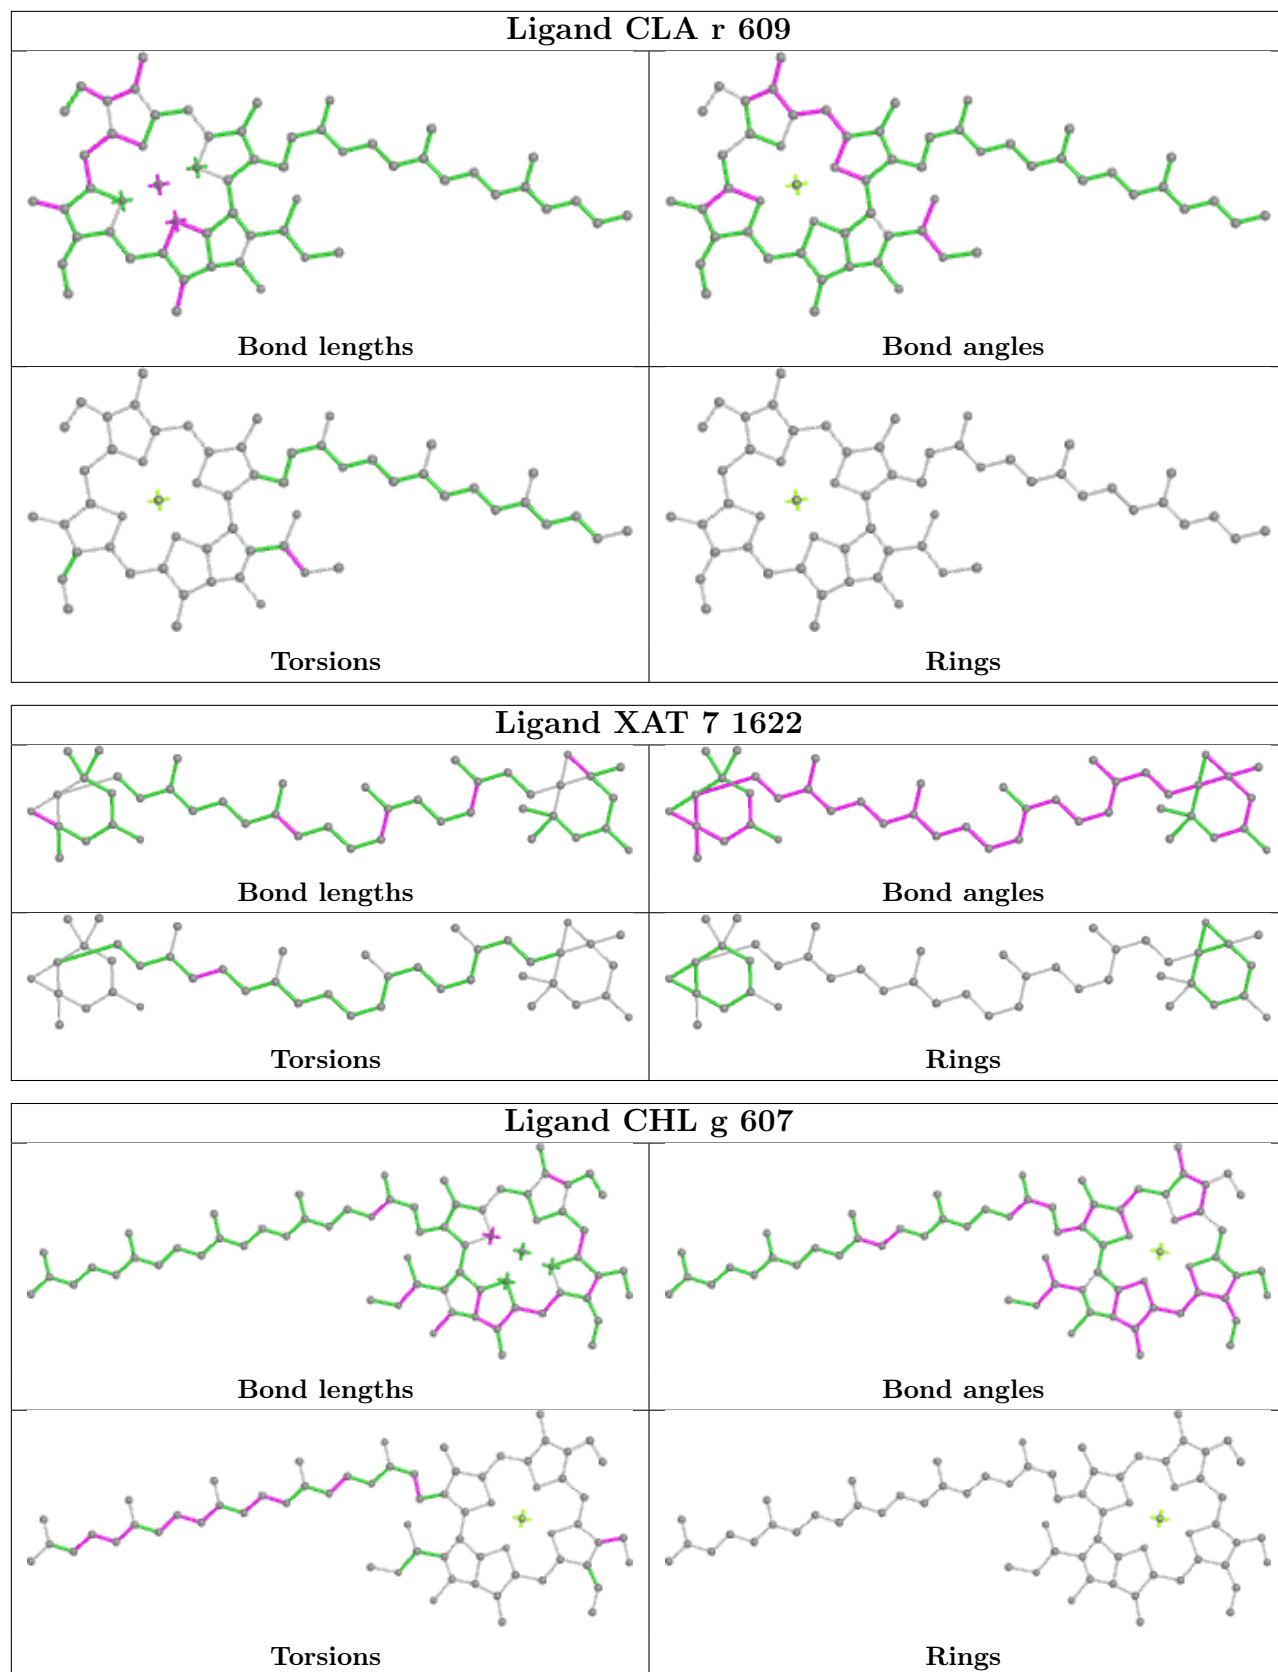 Ligand CLA r 609
Bond lengths
Bond angles
Torsions
Rings
Ligand XAT 7 1622
Bond lengths
Bond angles
Torsions
Rings
Ligand CHL g 607
Bond lengths
Bond angles
Torsions
Rings